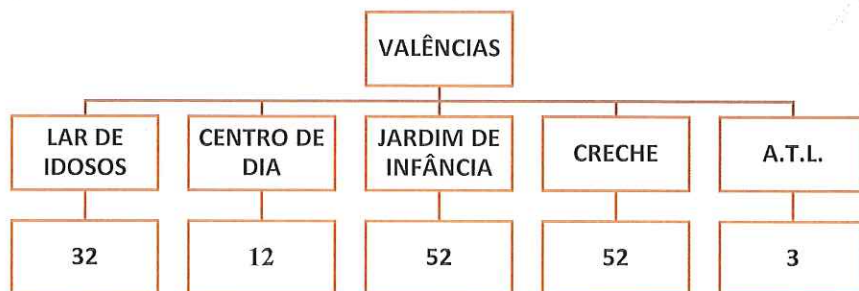 VALÊNCIAS
LAR DE
IDOSOS
CENTRO DE
DIA
JARDIM DE
INFÂNCIA
CRECHE
A.T.L.
32
12
52
52
3